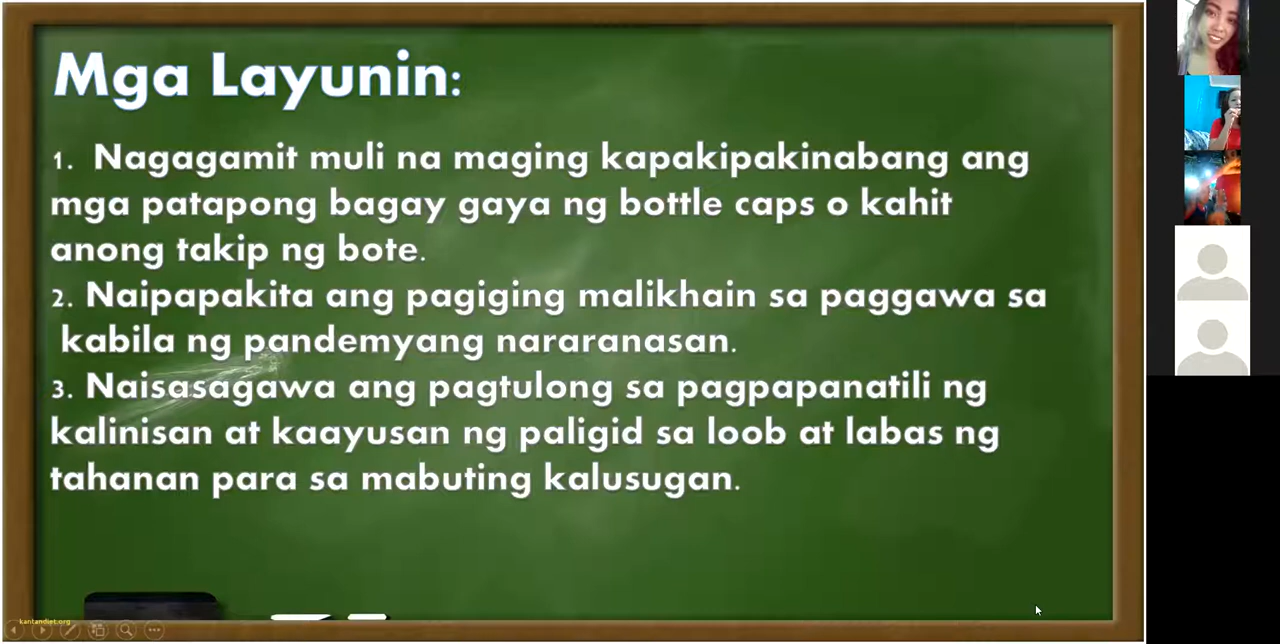 Mga Layunin:
1. Nagagamit muli na maging kapakipakinabang ang
mga patapong bagay gaya ng bottle caps o kahit
anong takip ng bote.
2. Naipapakita ang pagiging malikhain sa paggawa sa
kabila ng pandemyang nararanasan.
3. Naisasagawa ang pagtulong sa pagpapanatili ng
kalinisan at kaayusan ng paligid sa loob at labas ng
tahanan para sa mabuting kalusugan.
kantandiet.org